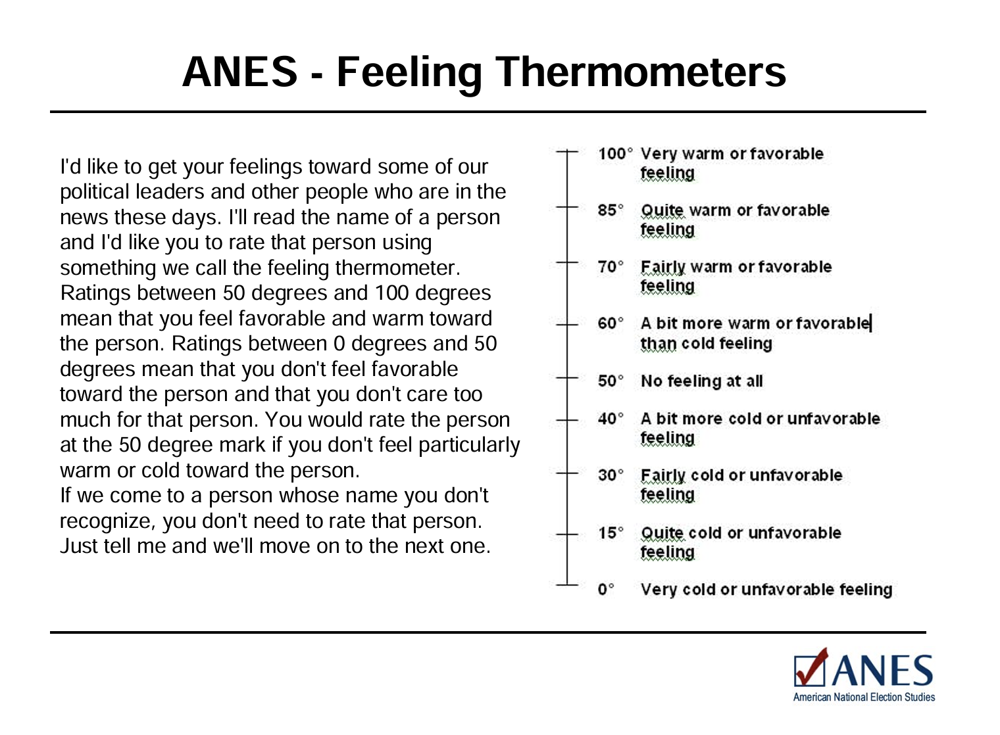 ANES - Feeling Thermometers
I'd like to get your feelings toward some of our
political leaders and other people who are in the
news these days. I'll read the name of a person
and I'd like you to rate that person using
something we call the feeling thermometer.
Ratings between 50 degrees and 100 degrees
mean that you feel favorable and warm toward
the person. Ratings between 0 degrees and 50
degrees mean that you don't feel favorable
toward the person and that you don't care too
much for that person. You would rate the person
at the 50 degree mark if you don't feel particularly
warm or cold toward the person.
If we come to a person whose name you don't
recognize, you don't need to rate that person.
Just tell me and we'll move on to the next one.
100° Very warm or favorable
feeling
85° Quite warm or favorable
feeling
70° Fairly warm or favorable
feeling
60° A bit more warm or favorable
than cold feeling
50° No feeling at all
40° A bit more cold or unfavorable
feeling
30° Fairly cold or unfavorable
feeling
15° Quite cold or unfavorable
feeling
0° Very cold or unfavorable feeling
ANES
American National Election Studies